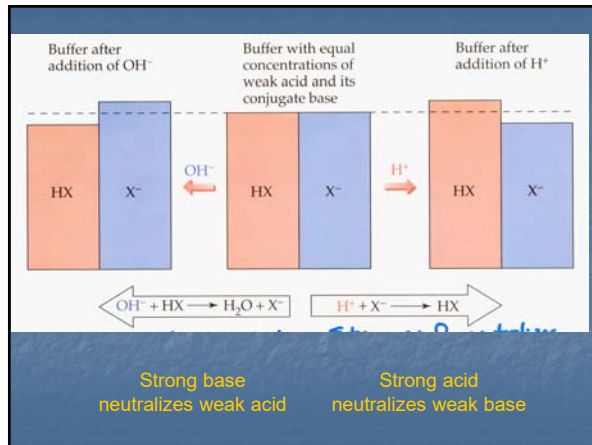 Buffer after
addition of OH⁻
Buffer with equal
concentrations of
weak acid and its
conjugate base
Buffer after
addition of H⁺
OH⁻
H⁺
HX
X⁻
HX
X⁻
HX
X⁻
OH⁻ + HX ⟶ H₂O + X⁻
H⁺ + X⁻ ⟶ HX
Strong base
neutralizes weak acid
Strong acid
neutralizes weak base